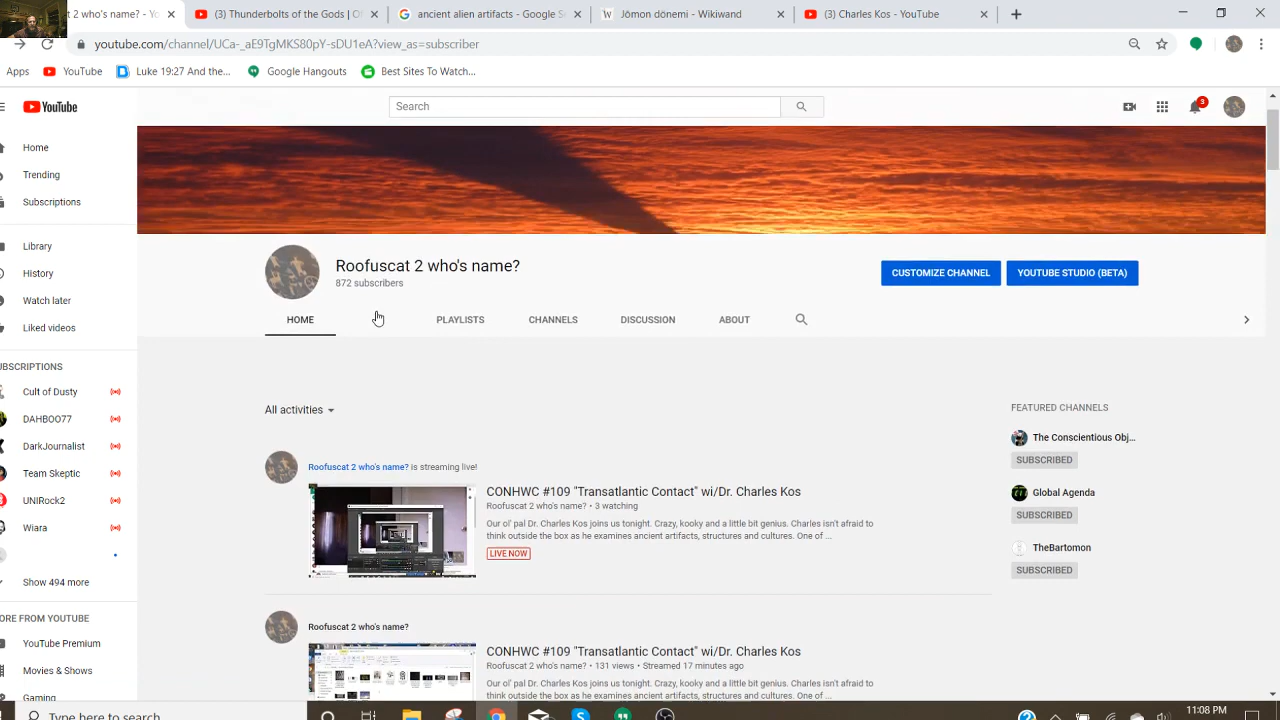 who's name? - You
(3) Thunderbolts of the Gods | Of
ancient alien artifacts - Google S
Jōmon dönemi - Wikiwand
(3) Charles Kos - YouTube
youtube.com/channel/UCa-_aE9TgMKS80pY-sDU1eA?view_as=subscriber
Apps
YouTube
Luke 19:27 And the...
Google Hangouts
Best Sites To Watch...
YouTube
Search
3
Home
Trending
Subscriptions
Library
History
Watch later
Liked videos
UBSCRIPTIONS
Cult of Dusty
DAHBOO77
DarkJournalist
Team Skeptic
UNIRock2
Wiara
Show 494 more
ORE FROM YOUTUBE
YouTube Premium
Movies & Shows
Gaming
Roofuscat 2 who's name?
872 subscribers
CUSTOMIZE CHANNEL
YOUTUBE STUDIO (BETA)
HOME
PLAYLISTS
CHANNELS
DISCUSSION
ABOUT
All activities
Roofuscat 2 who's name? is streaming live!
CONHWC #109 "Transatlantic Contact" wi/Dr. Charles Kos
Roofuscat 2 who's name? • 3 watching
Our ol' pal Dr. Charles Kos joins us tonight. Crazy, kooky and a little bit genius. Charles isn't afraid to
think outside the box as he examines ancient artifacts, structures and cultures. One of ...
LIVE NOW
Roofuscat 2 who's name?
CONHWC #109 "Transatlantic Contact" wi/Dr. Charles Kos
Roofuscat 2 who's name? • 131 views • Streamed 17 minutes ago
Our ol' pal Dr. Charles Kos joins us tonight. Crazy, kooky and a little bit genius. Charles isn't afraid to
think outside the box as he examines ancient artifacts, structures and cultures. One of ...
FEATURED CHANNELS
The Conscientious Obj...
SUBSCRIBED
Global Agenda
SUBSCRIBED
TheBartomon
SUBSCRIBED
Type here to search
11:08 PM